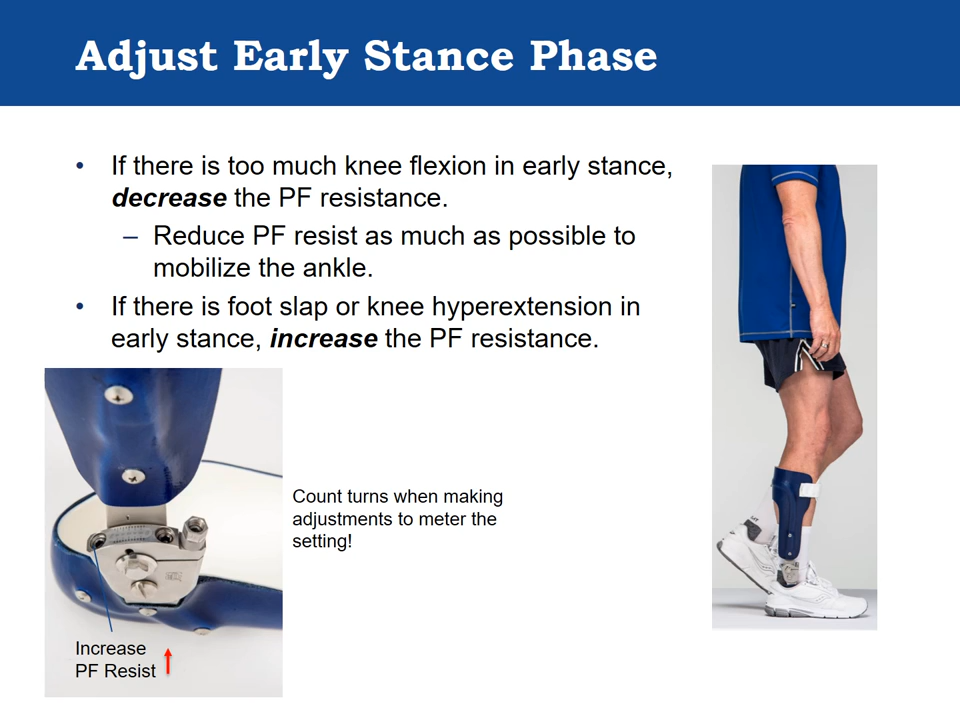 Adjust Early Stance Phase
• If there is too much knee flexion in early stance,
decrease the PF resistance.
– Reduce PF resist as much as possible to
mobilize the ankle.
• If there is foot slap or knee hyperextension in
early stance, increase the PF resistance.
Count turns when making
adjustments to meter the
setting!
Increase
PF Resist